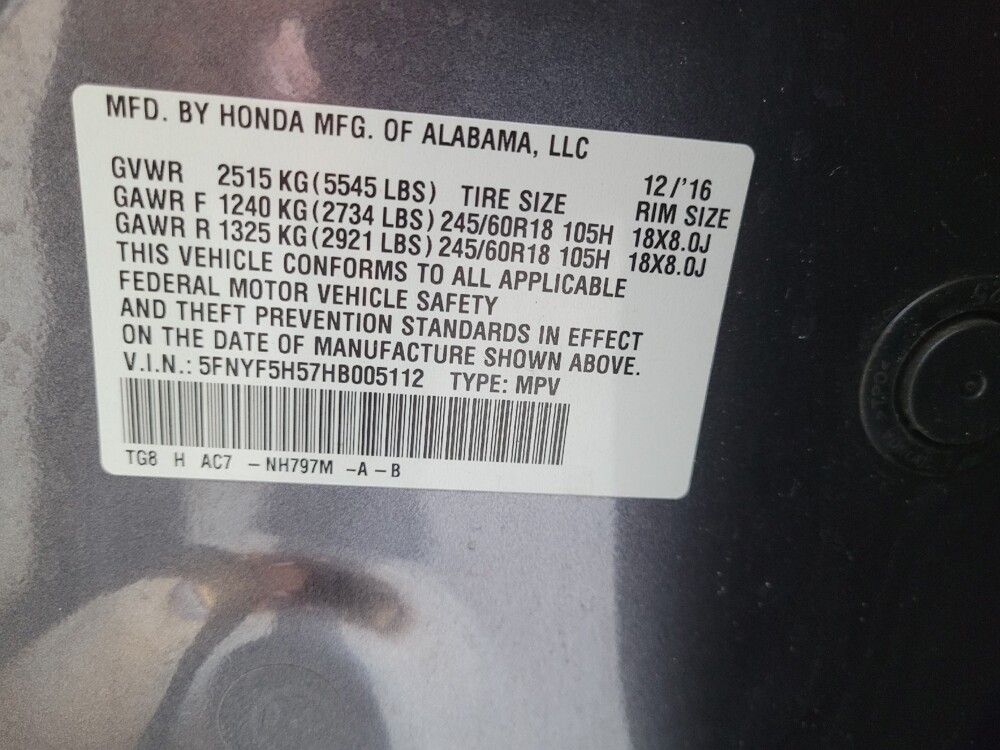 MFD. BY HONDA MFG. OF ALABAMA, LLC
12/'16
GVWR 2515 KG(5545 LBS) TIRE SIZE RIM SIZE
GAWR F 1240 KG(2734 LBS) 245/60R18 105H 18X8.0J
GAWR R 1325 KG(2921 LBS) 245/60R18 105H 18X8.0J
THIS VEHICLE CONFORMS TO ALL APPLICABLE
FEDERAL MOTOR VEHICLE SAFETY
AND THEFT PREVENTION STANDARDS IN EFFECT
ON THE DATE OF MANUFACTURE SHOWN ABOVE.
V.I.N.: 5FNYF5H57HB005112 TYPE: MPV
TG8 H AC7 -NH797M -A-B